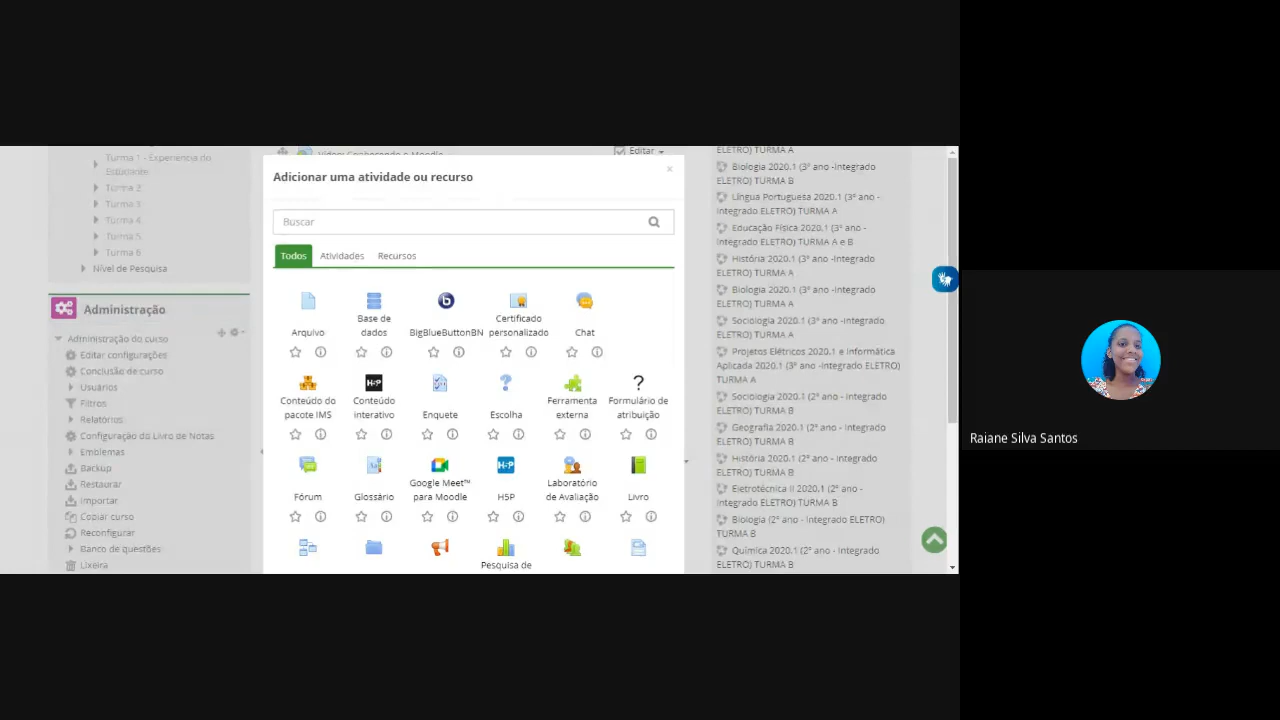 Turma 1 - Experiencia do
Estudante
Turma 2
Turma 3
Turma 4
Turma 5
Turma 6
Nível de Pesquisa
Administração
Administração do curso
Editar configurações
Conclusão de curso
Usuários
Filtros
Relatórios
Configuração do Livro de Notas
Emblemas
Backup
Restaurar
Importar
Copiar curso
Reconfigurar
Banco de questões
Lixeira
Vídeo: Conhecendo o Moodle
Editar
Adicionar uma atividade ou recurso
×
Buscar
Todos
Atividades
Recursos
Arquivo
Base de
dados
BigBlueButtonBN
Certificado
personalizado
Chat
Conteúdo do
pacote IMS
H5P
Conteúdo
interativo
Enquete
Escolha
Ferramenta
externa
?
Formulário de
atribuição
Fórum
Glossário
Google Meet™
para Moodle
H5P
H5P
Laboratório
de Avaliação
Livro
Pesquisa de
ELETRO) TURMA A
Biologia 2020.1 (3º ano -Integrado
ELETRO) TURMA B
Língua Portuguesa 2020.1 (3º ano -
Integrado ELETRO) TURMA A
Educação Física 2020.1 (3º ano -
Integrado ELETRO) TURMA A e B
História 2020.1 (3º ano -Integrado
ELETRO) TURMA A
Biologia 2020.1 (3º ano -Integrado
ELETRO) TURMA A
Sociologia 2020.1 (3º ano -Integrado
ELETRO) TURMA A
Projetos Elétricos 2020.1 e Informática
Aplicada 2020.1 (3º ano -Integrado ELETRO)
TURMA A
Sociologia 2020.1 (2º ano - Integrado
ELETRO) TURMA B
Geografia 2020.1 (2º ano - Integrado
ELETRO) TURMA B
História 2020.1 (2º ano - Integrado
ELETRO) TURMA B
Eletrotécnica II 2020.1 (2º ano -
Integrado ELETRO) TURMA B
Biologia (2º ano - Integrado ELETRO)
TURMA B
Química 2020.1 (2º ano - Integrado
ELETRO) TURMA B
Raiane Silva Santos